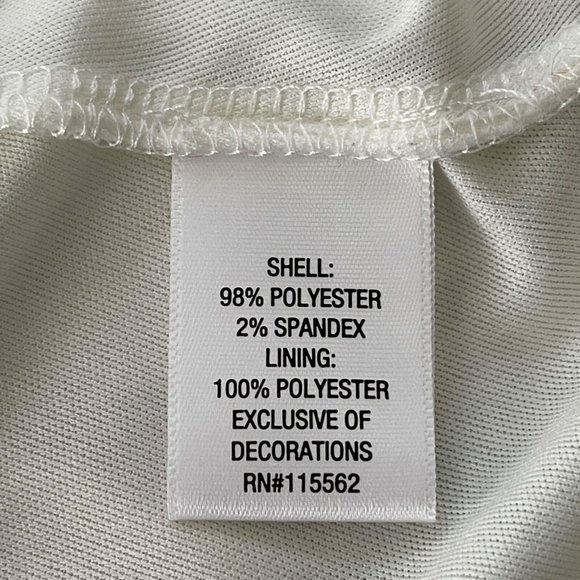 SHELL:
98% POLYESTER
2% SPANDEX
LINING:
100% POLYESTER
EXCLUSIVE OF
DECORATIONS
RN#115562